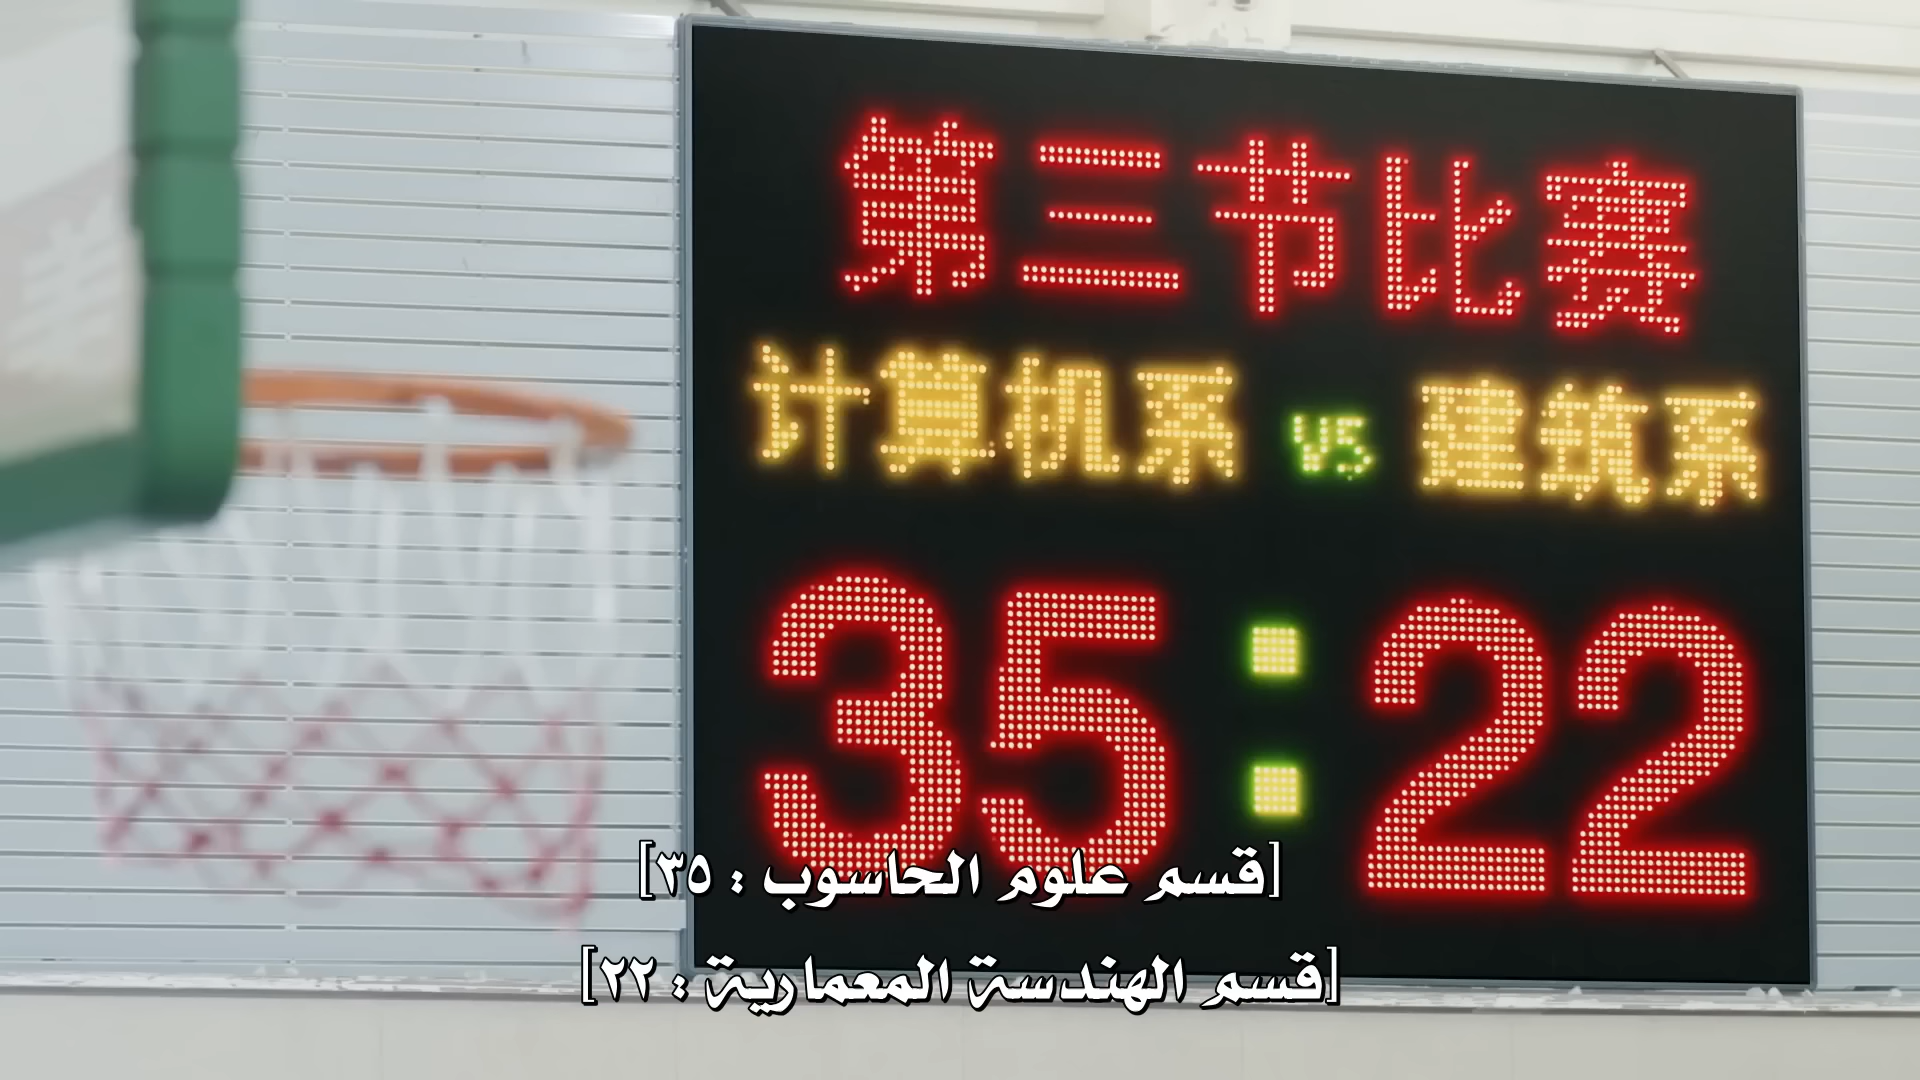 第三节比赛
计算机系 VS 建筑系
35:22
[قسم علوم الحاسوب : ٣٥]
[قسم الهندسة المعمارية : ٢٢]